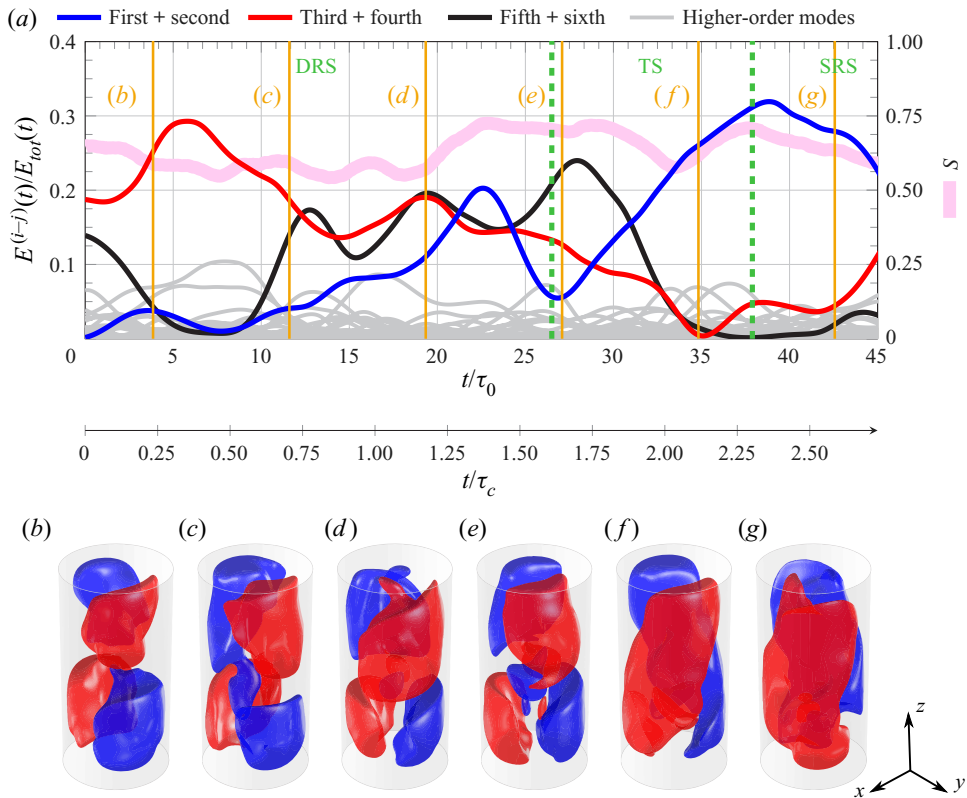 (a) First + second Third + fourth Fifth + sixth Higher-order modes
0.4 1.00
DRS TS SRS
(b) (c) (d) (e) (f) (g)
0.3 0.75
0.2 0.50
0.1 0.25
0
E^(i–j)(t)/E_tot(t)
S
0 5 10 15 20 25 30 35 40 45
t/τ_0
0 0.25 0.50 0.75 1.00 1.25 1.50 1.75 2.00 2.25 2.50
t/τ_c
(b) (c) (d) (e) (f) (g)
z
x y